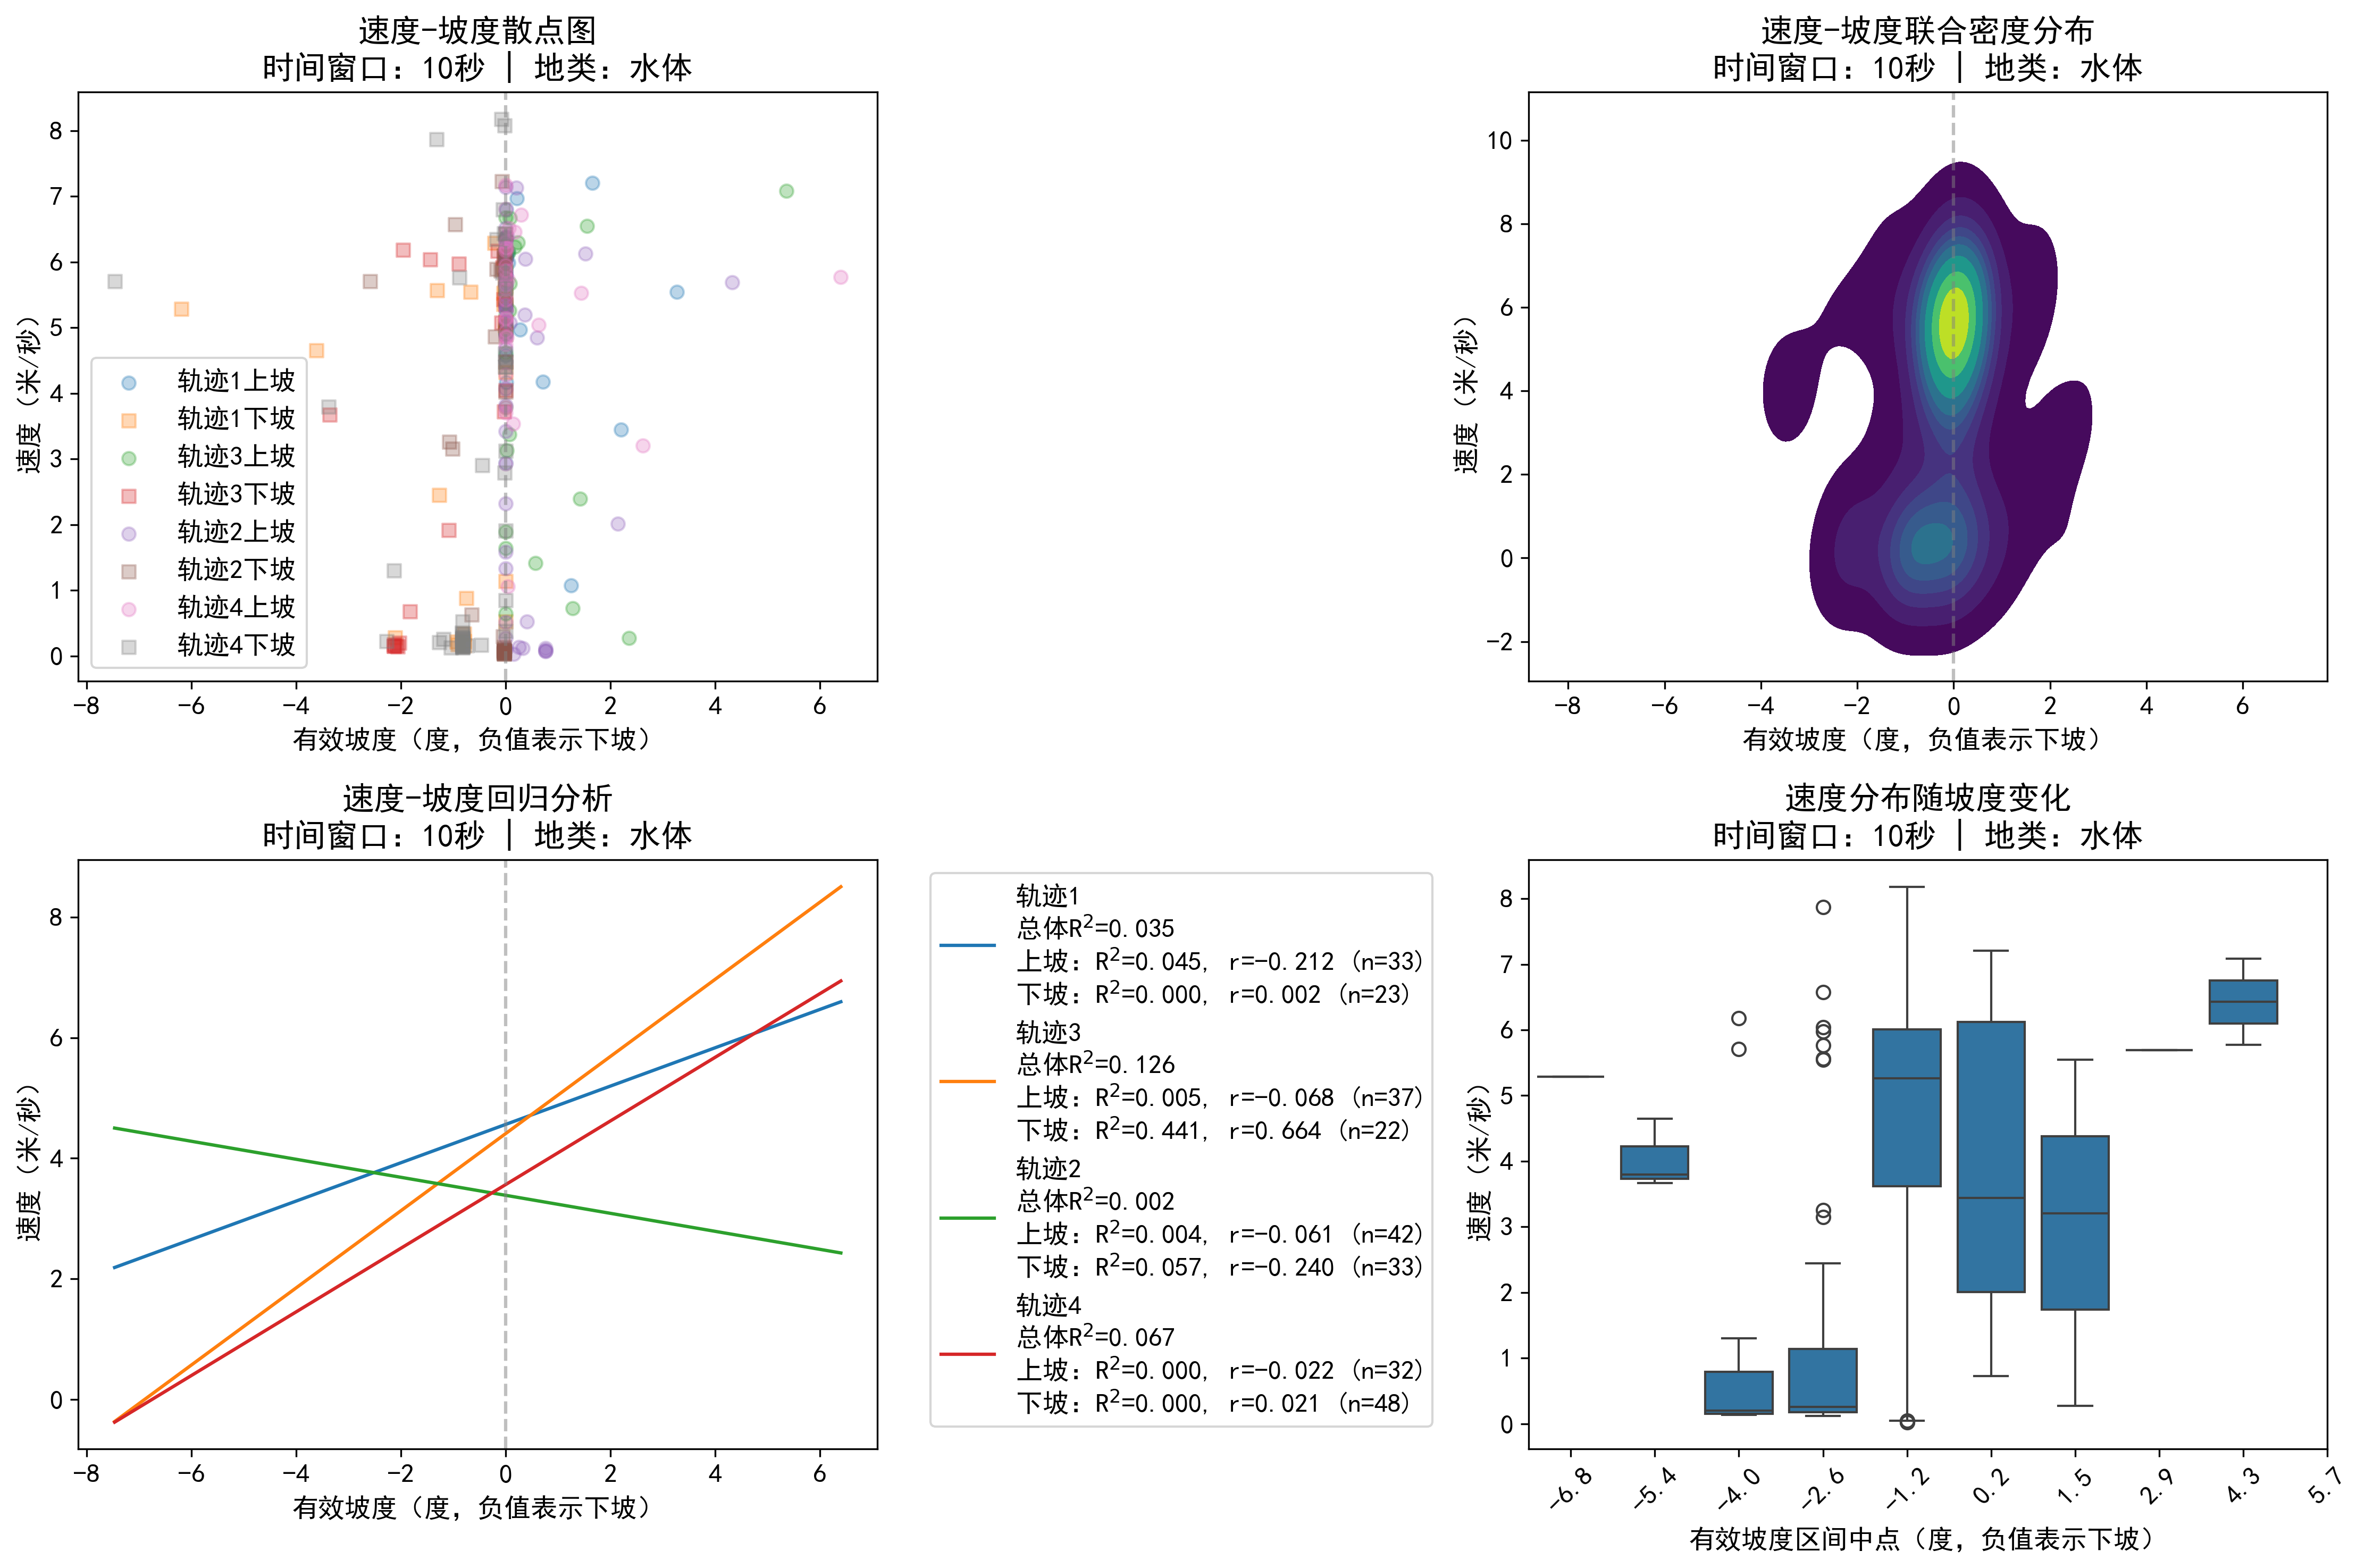 速度-坡度散点图
时间窗口: 10秒 | 地类: 水体
8
7
6
5
4
3
2
1
0
速度 (米/秒)
轨迹1上坡
轨迹1下坡
轨迹3上坡
轨迹3下坡
轨迹2上坡
轨迹2下坡
轨迹4上坡
轨迹4下坡
−8 −6 −4 −2 0 2 4 6
有效坡度（度，负值表示下坡）
速度-坡度联合密度分布
时间窗口: 10秒 | 地类: 水体
10
8
6
4
2
0
−2
速度 (米/秒)
−8 −6 −4 −2 0 2 4 6
有效坡度（度，负值表示下坡）
速度-坡度回归分析
时间窗口: 10秒 | 地类: 水体
8
6
4
2
0
速度 (米/秒)
−8 −6 −4 −2 0 2 4 6
有效坡度（度，负值表示下坡）
轨迹1
总体R²=0.035
上坡: R²=0.045, r=-0.212 (n=33)
下坡: R²=0.000, r=0.002 (n=23)
轨迹3
总体R²=0.126
上坡: R²=0.005, r=-0.068 (n=37)
下坡: R²=0.441, r=0.664 (n=22)
轨迹2
总体R²=0.002
上坡: R²=0.004, r=-0.061 (n=42)
下坡: R²=0.057, r=-0.240 (n=33)
轨迹4
总体R²=0.067
上坡: R²=0.000, r=-0.022 (n=32)
下坡: R²=0.000, r=0.021 (n=48)
速度分布随坡度变化
时间窗口: 10秒 | 地类: 水体
8
7
6
5
4
3
2
1
0
速度 (米/秒)
−6.8 −5.4 −4.0 −2.6 −1.2 0.2 1.5 2.9 4.3 5.7
有效坡度区间中点（度，负值表示下坡）